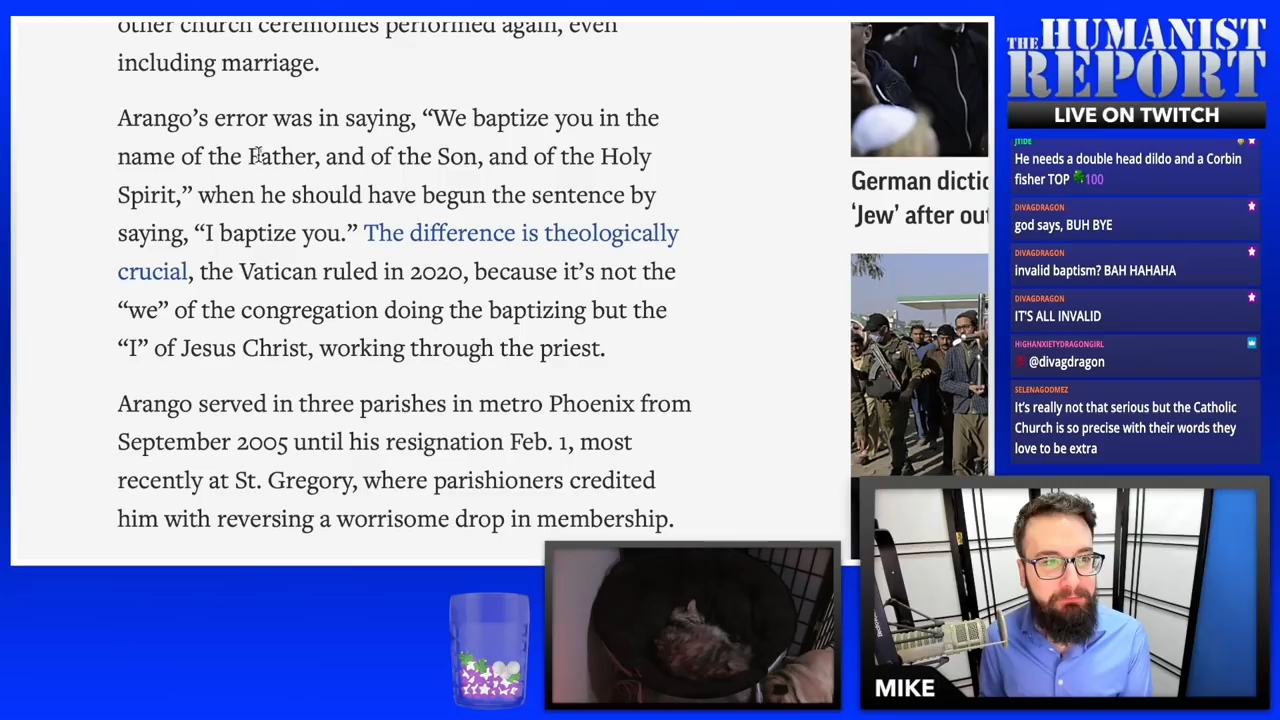 other church ceremonies performed again, even
including marriage.
Arango’s error was in saying, “We baptize you in the
name of the Father, and of the Son, and of the Holy
Spirit,” when he should have begun the sentence by
saying, “I baptize you.” The difference is theologically
crucial, the Vatican ruled in 2020, because it’s not the
“we” of the congregation doing the baptizing but the
“I” of Jesus Christ, working through the priest.
Arango served in three parishes in metro Phoenix from
September 2005 until his resignation Feb. 1, most
recently at St. Gregory, where parishioners credited
him with reversing a worrisome drop in membership.
German dictio
‘Jew’ after ou
THE HUMANIST
REPORT
LIVE ON TWITCH
JTIDE
He needs a double head dildo and a Corbin
fisher TOP 100
DIVAGDRAGON
god says, BUH BYE
DIVAGDRAGON
invalid baptism? BAH HAHAHA
DIVAGDRAGON
IT'S ALL INVALID
HIGHANXIETYDRAGONGIRL
@divagdragon
SELENAGODMEZ
It’s really not that serious but the Catholic
Church is so precise with their words they
love to be extra
MIKE